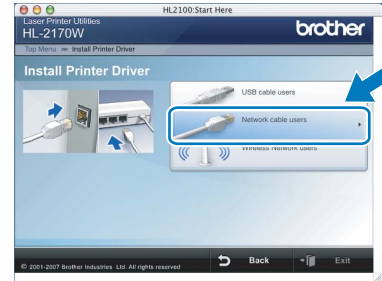 HL2100:Start Here
Laser Printer Utilities
HL-2170W
brother
Top Menu Install Printer Driver
Install Printer Driver
USB cable users
Network cable users
Wireless Network users
© 2001-2007 Brother Industries Ltd. All rights reserved
Back
Exit